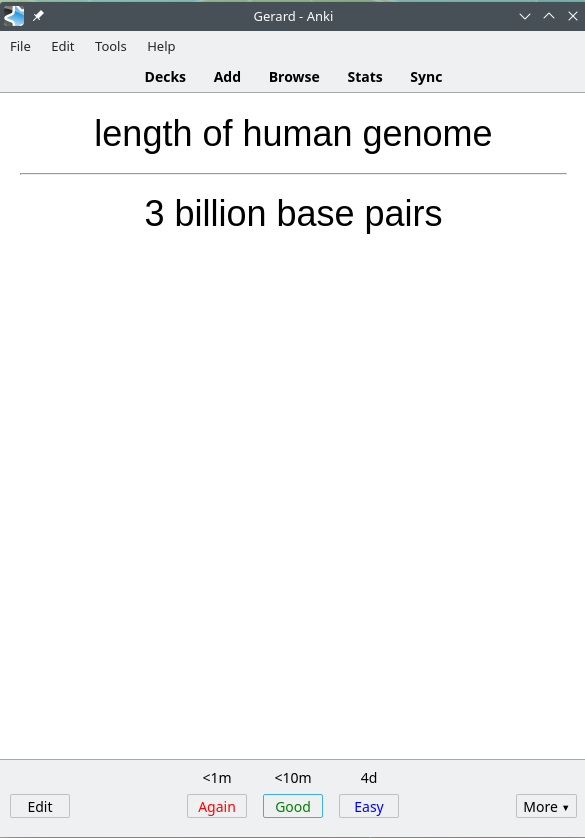 Gerard - Anki
File Edit Tools Help
Decks Add Browse Stats Sync
length of human genome
3 billion base pairs
<1m <10m 4d
Edit Again Good Easy More ▾